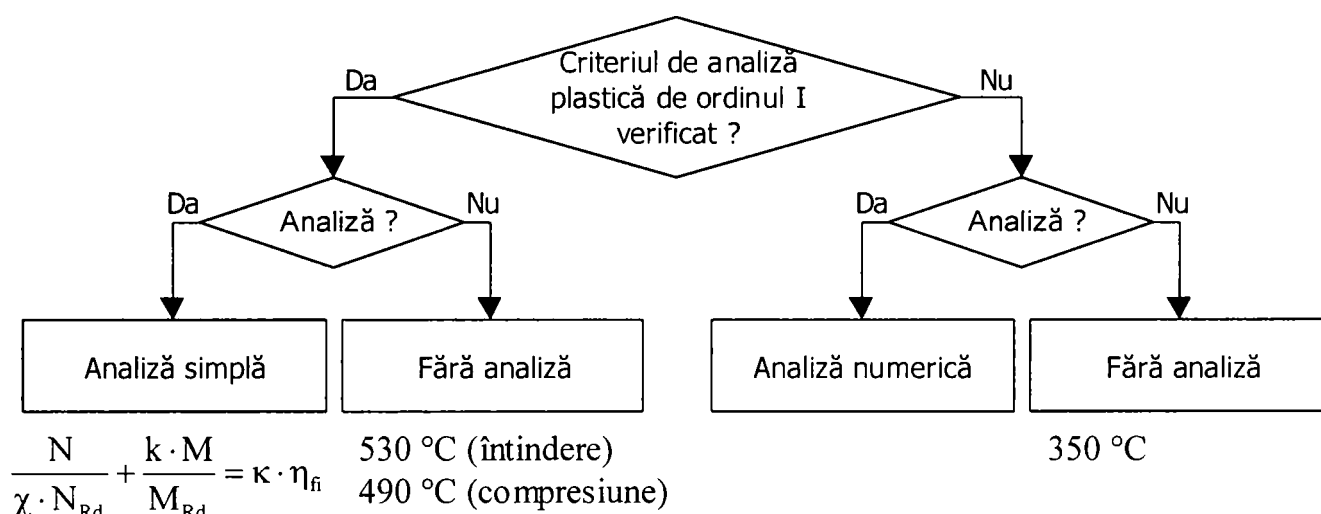 Criteriul de analiză
plastică de ordinul I
verificat ?
Da
Nu
Analiză ?
Da
Nu
Analiză ?
Da
Nu
Analiză simplă
Fără analiză
Analiză numerică
Fără analiză
N/(χ · N_Rd) + (k · M)/M_Rd = κ · η_fi
530 °C (întindere)
490 °C (compresiune)
350 °C